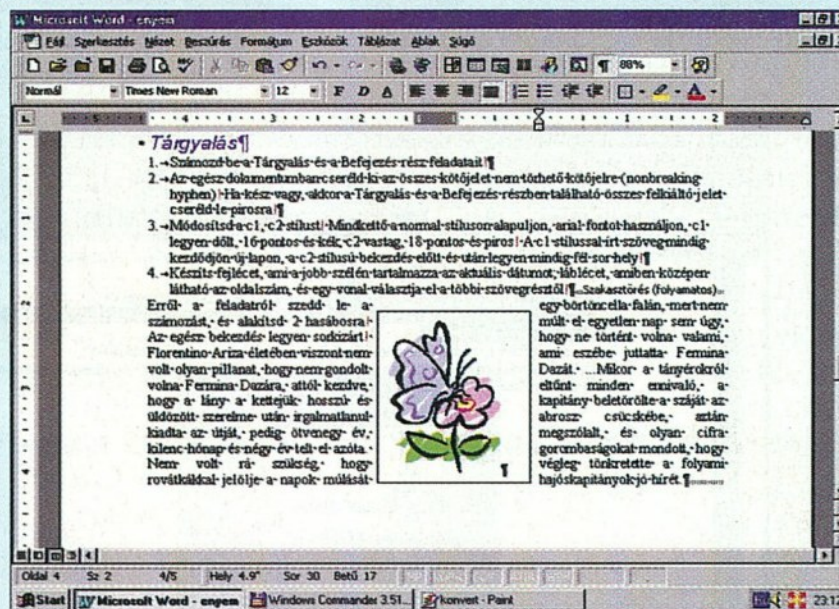 Microsoft Word - enyem
Fájl Szerkesztés Nézet Beszúrás Formátum Eszközök Táblázat Ablak Súgó
88%
Normál Times New Roman 12 F D A
• Tárgyalás¶
1.→Számozd·be·a·Tárgyalás·és·a·Befejezés·rész·feladatait!¶
2.→Az·egész·dokumentumban·cseréld·ki·az·összes·kötőjelet·nem·törhető·kötőjelre·(nonbreaking·
hyphen)!·Ha·kész·vagy,·akkor·a·Tárgyalás·és·a·Befejezés·részben·található·összes·felkiáltó·jelet·
cseréld·le·pirosra!¶
3.→Módosítsd·a·c1,·c2·stílust!·Mindkettő·a·normal·stíluson·alapuljon,·arial·fontot·használjon,·c1·
legyen·dőlt,·16·pontos·és·kék,·c2·vastag,·18·pontos·és·piros!·A·c1·stílussal·írt·szöveg·mindig·
kezdődjön·új·lapon,·a·c2·stílusú·bekezdés·előtt·és·után·legyen·mindig·fél·sor·hely!¶
4.→Készíts·fejlécet,·ami·a·jobb·szélén·tartalmazza·az·aktuális·dátumot;·láblécet,·amiben·középen·
látható·az·oldalszám,·és·egy·vonal·választja·el·a·többi·szövegrésztől!¶ Szakasztörés (folyamatos)
Erről· a· feladatról· szedd· le· a·
számozást,· és· alakítsd· 2· hasábosra!·
Az· egész· bekezdés· legyen· sorkizárt!·
Florentino·Ariza·életében·viszont·nem·
volt·olyan·pillanat,·hogy·nem·gondolt·
volna·Fermina·Dazára,·attól·kezdve,·
hogy· a· lány· a· kettejük· hosszú· és·
üldözött· szerelme· után· irgalmatlanul·
kiadta· az· útját,· pedig· ötvenegy· év,·
kilenc·hónap·és·négy·év·telt·el·azóta.·
Nem· volt· rá· szükség,· hogy·
rovátkákkal·jelölje·a·napok·múlását·
¶
egy·börtöncella·falán,·mert·nem·
múlt·el·egyetlen·nap·sem·úgy,·
hogy·ne·történt·volna·valami,·
ami· eszébe· juttatta· Fermina·
Dazát.·...Mikor·a·tányérokról·
eltűnt· minden· ennivaló,· a·
kapitány·beletörölte·a·száját·az·
abrosz· csücskébe,· aztán·
megszólalt,· és· olyan· cifra·
gorombaságokat·mondott,·hogy·
végleg· tönkretette· a· folyami·
hajóskapitányok·jó·hírét.¶
Oldal 4 Sz 2 4/5 Hely 4.9" Sor 30 Betű 17
Start Microsoft Word - enyem Windows Commander 3.51... konvert - Paint